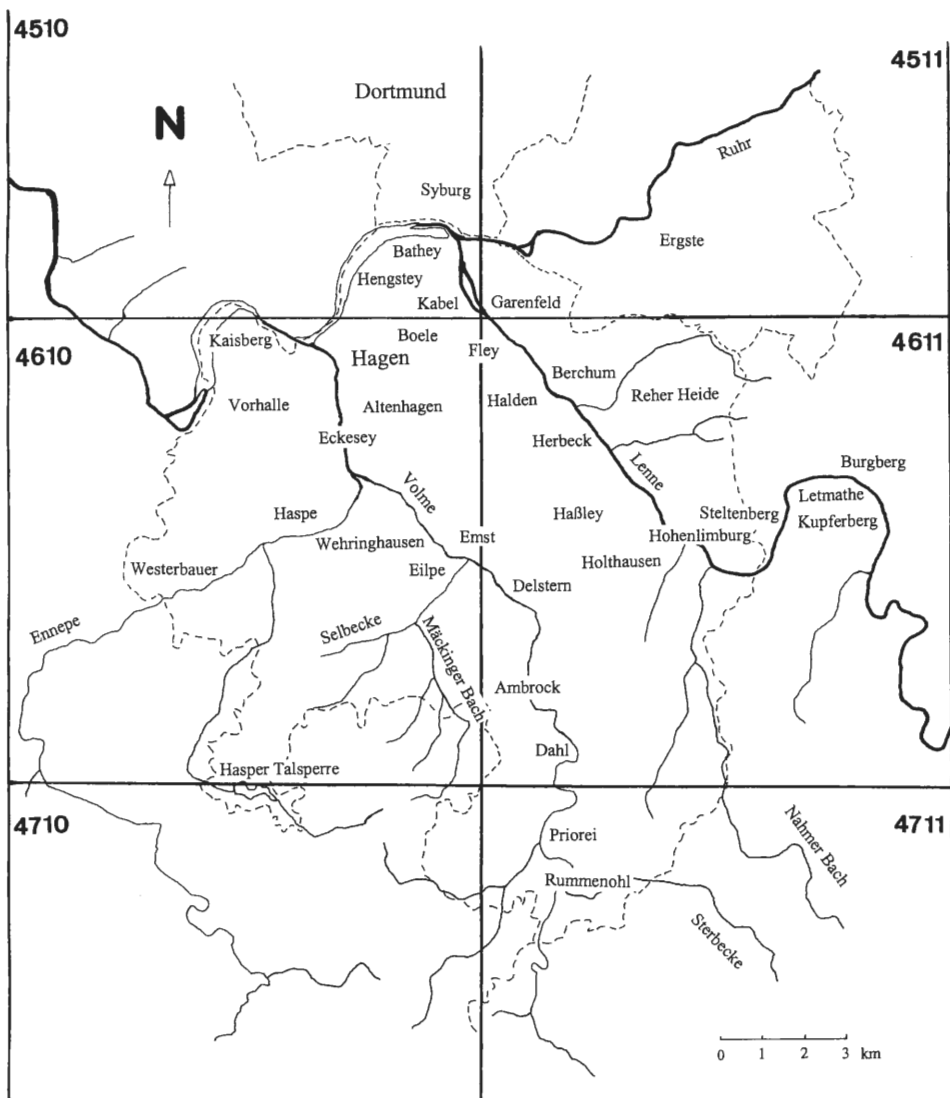 4510
4511
Dortmund
N
Ruhr
Syburg
Ergste
Bathey
Hengstey
Kabel
Garenfeld
Kaisberg
Boele
4610
4611
Hagen
Fley
Berchum
Vorhalle
Altenhagen
Halden
Reher Heide
Eckesey
Herbeck
Lenne
Burgberg
Volme
Letmathe
Haspe
Haßley
Steltenberg
Kupferberg
Wehringhausen
Emst
Hohenlimburg
Westerbauer
Eilpe
Holthausen
Delstern
Ennepe
Selbecke
Mäckinger Bach
Ambrock
Dahl
Hasper Talsperre
4710
4711
Priorei
Nahmer Bach
Rummenohl
Sterbecke
0 1 2 3 km